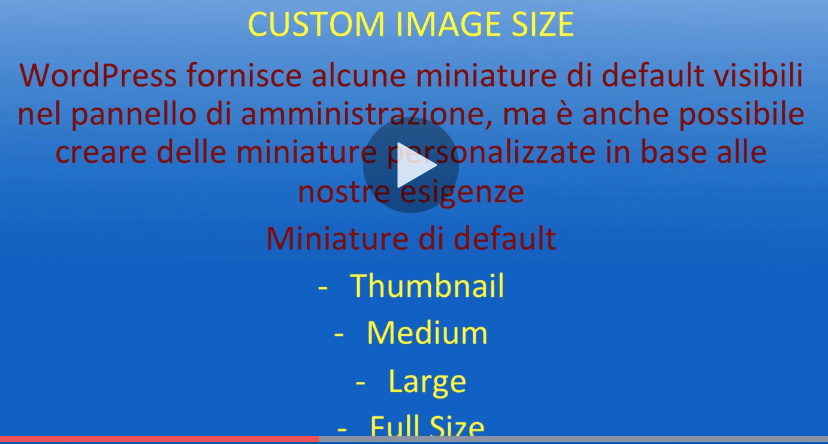 CUSTOM IMAGE SIZE
WordPress fornisce alcune miniature di default visibili
nel pannello di amministrazione, ma è anche possibile
creare delle miniature personalizzate in base alle
nostre esigenze
Miniature di default
- Thumbnail
- Medium
- Large
- Full Size